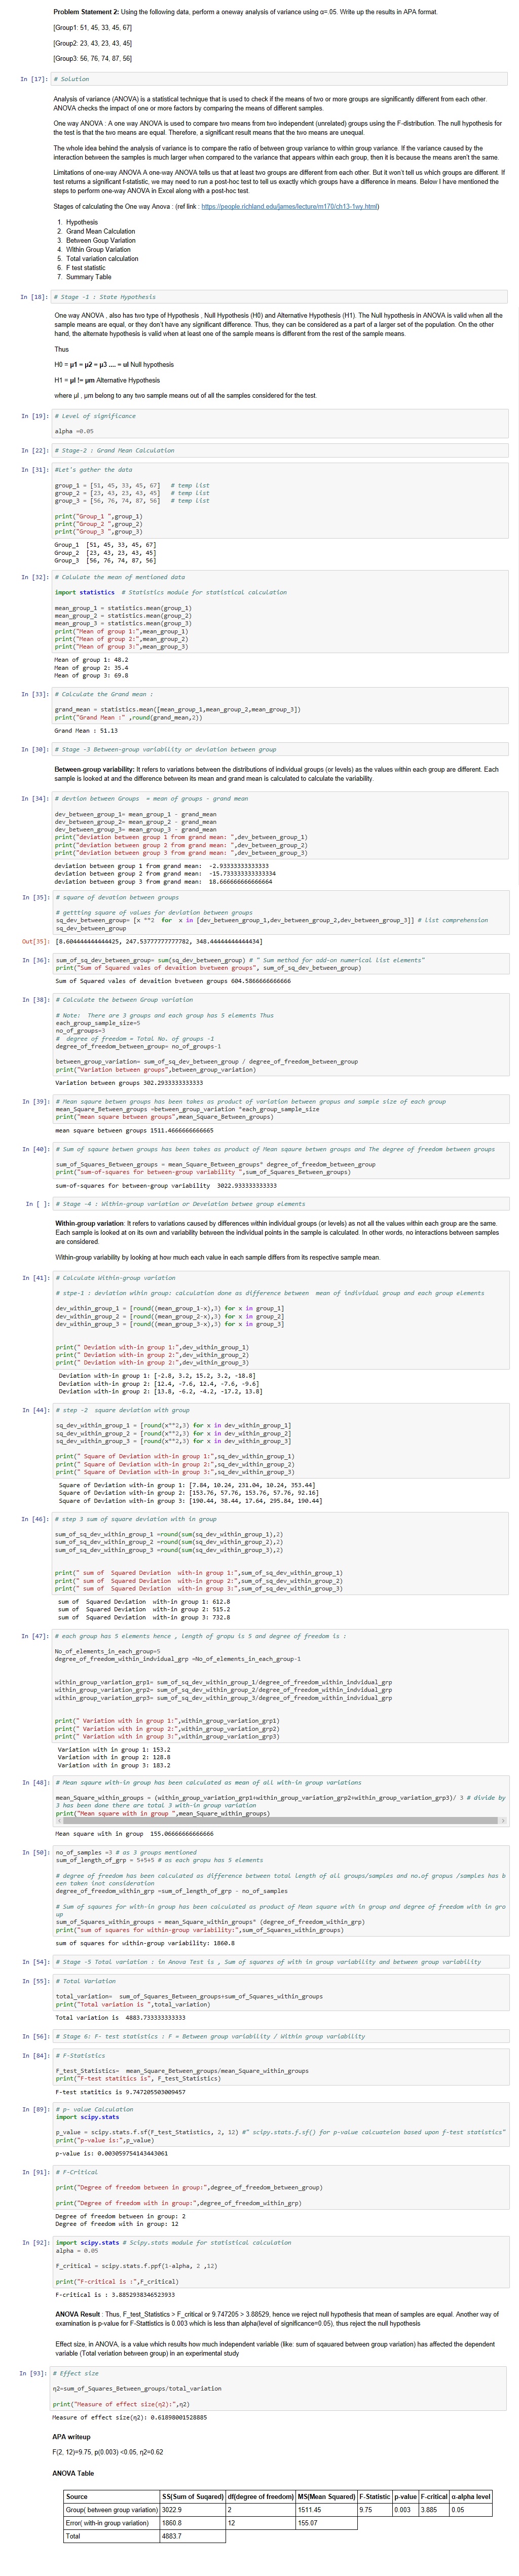 Problem Statement 2: Using the following data, perform a oneway analysis of variance using α=.05. Write up the results in APA format.
[Group1: 51, 45, 33, 45, 67]
[Group2: 23, 43, 23, 43, 45]
[Group3: 56, 76, 74, 87, 56]
In [17]: # Solution
Analysis of variance (ANOVA) is a statistical technique that is used to check if the means of two or more groups are significantly different from each other.
ANOVA checks the impact of one or more factors by comparing the means of different samples.
One way ANOVA : A one way ANOVA is used to compare two means from two independent (unrelated) groups using the F-distribution. The null hypothesis for
the test is that the two means are equal. Therefore, a significant result means that the two means are unequal.
The whole idea behind the analysis of variance is to compare the ratio of between group variance to within group variance. If the variance caused by the
interaction between the samples is much larger when compared to the variance that appears within each group, then it is because the means aren't the same.
Limitations of one-way ANOVA A one-way ANOVA tells us that at least two groups are different from each other. But it won't tell us which groups are different. If
test returns a significant f-statistic, we may need to run a post-hoc test to tell us exactly which groups have a difference in means. Below I have mentioned the
steps to perform one-way ANOVA in Excel along with a post-hoc test.
Stages of calculating the One way Anova : (ref link : https://people.richland.edu/james/lecture/m170/ch13-1wy.html)
1. Hypothesis
2. Grand Mean Calculation
3. Between Goup Variation
4. Within Group Variation
5. Total variation calculation
6. F test statistic
7. Summary Table
In [18]: # Stage -1 : State Hypothesis
One way ANOVA , also has two type of Hypothesis , Null Hypothesis (H0) and Alternative Hypothesis (H1). The Null hypothesis in ANOVA is valid when all the
sample means are equal, or they don't have any significant difference. Thus, they can be considered as a part of a larger set of the population. On the other
hand, the alternate hypothesis is valid when at least one of the sample means is different from the rest of the sample means.
Thus
H0 = µ1 = µ2 = µ3 .... = ul Null hypothesis
H1 = µl != µm Alternative Hypothesis
where µl , µm belong to any two sample means out of all the samples considered for the test.
In [19]: # Level of significance
alpha =0.05
In [22]: # Stage-2 : Grand Mean Calculation
In [31]: #Let's gather the data
group_1 = [51, 45, 33, 45, 67] # temp list
group_2 = [23, 43, 23, 43, 45] # temp list
group_3 = [56, 76, 74, 87, 56] # temp list
print("Group_1 ",group_1)
print("Group_2 ",group_2)
print("Group_3 ",group_3)
Group_1 [51, 45, 33, 45, 67]
Group_2 [23, 43, 23, 43, 45]
Group_3 [56, 76, 74, 87, 56]
In [32]: # Calulate the mean of mentioned data
import statistics # Statistics module for statistical calculation
mean_group_1 = statistics.mean(group_1)
mean_group_2 = statistics.mean(group_2)
mean_group_3 = statistics.mean(group_3)
print("Mean of group 1:",mean_group_1)
print("Mean of group 2:",mean_group_2)
print("Mean of group 3:",mean_group_3)
Mean of group 1: 48.2
Mean of group 2: 35.4
Mean of group 3: 69.8
In [33]: # Calculate the Grand mean :
grand_mean = statistics.mean([mean_group_1,mean_group_2,mean_group_3])
print("Grand Mean :" ,round(grand_mean,2))
Grand Mean : 51.13
In [30]: # Stage -3 Between-group variability or deviation between group
Between-group variability: It refers to variations between the distributions of individual groups (or levels) as the values within each group are different. Each
sample is looked at and the difference between its mean and grand mean is calculated to calculate the variability.
In [34]: # devtion between Groups = mean of groups - grand mean
dev_between_group_1= mean_group_1 - grand_mean
dev_between_group_2= mean_group_2 - grand_mean
dev_between_group_3= mean_group_3 - grand_mean
print("deviation between group 1 from grand mean: ",dev_between_group_1)
print("deviation between group 2 from grand mean: ",dev_between_group_2)
print("deviation between group 3 from grand mean: ",dev_between_group_3)
deviation between group 1 from grand mean: -2.93333333333333
deviation between group 2 from grand mean: -15.733333333333334
deviation between group 3 from grand mean: 18.666666666666664
In [35]: # square of devation between groups
# gettting square of values for deviation between groups
sq_dev_between_group= [x **2 for x in [dev_between_group_1,dev_between_group_2,dev_between_group_3]] # list comprehension
sq_dev_between_group
Out[35]: [8.604444444444425, 247.53777777777782, 348.44444444444434]
In [36]: sum_of_sq_dev_between_group= sum(sq_dev_between_group) # " Sum method for add-on numerical list elements"
print("Sum of Squared vales of devaition bvetween groups", sum_of_sq_dev_between_group)
Sum of Squared vales of devaition bvetween groups 604.5866666666666
In [38]: # Calculate the between Group variation
# Note: There are 3 groups and each group has 5 elements Thus
each_group_sample_size=5
no_of_groups=3
# degree of freedom = Total No. of groups -1
degree_of_freedom_between_group= no_of_groups-1
between_group_variation= sum_of_sq_dev_between_group / degree_of_freedom_between_group
print("Variation between groups",between_group_variation)
Variation between groups 302.2933333333333
In [39]: # Mean sqaure betwen groups has been takes as product of variation between gropus and sample size of each group
mean_Square_Between_groups =between_group_variation *each_group_sample_size
print("mean square between groups",mean_Square_Between_groups)
mean square between groups 1511.4666666666665
In [40]: # Sum of sqaure betwen groups has been takes as product of Mean sqaure betwen groups and The degree of freedom between groups
sum_of_Squares_Between_groups = mean_Square_Between_groups* degree_of_freedom_between_group
print("sum-of-squares for between-group variability ",sum_of_Squares_Between_groups)
sum-of-squares for between-group variability 3022.933333333333
In [ ]: # Stage -4 : Within-group variation or Develation betwee group elements
Within-group variation: It refers to variations caused by differences within individual groups (or levels) as not all the values within each group are the same.
Each sample is looked at on its own and variability between the individual points in the sample is calculated. In other words, no interactions between samples
are considered.
Within-group variability by looking at how much each value in each sample differs from its respective sample mean.
In [41]: # Calculate Within-group variation
# stpe-1 : deviation wihin group: calculation done as difference between mean of individual group and each group elements
dev_within_group_1 = [round((mean_group_1-x),3) for x in group_1]
dev_within_group_2 = [round((mean_group_2-x),3) for x in group_2]
dev_within_group_3 = [round((mean_group_3-x),3) for x in group_3]
print(" Deviation with-in group 1:",dev_within_group_1)
print(" Deviation with-in group 2:",dev_within_group_2)
print(" Deviation with-in group 2:",dev_within_group_3)
Deviation with-in group 1: [-2.8, 3.2, 15.2, 3.2, -18.8]
Deviation with-in group 2: [12.4, -7.6, 12.4, -7.6, -9.6]
Deviation with-in group 2: [13.8, -6.2, -4.2, -17.2, 13.8]
In [44]: # step -2 square deviation with group
sq_dev_within_group_1 = [round(x**2,3) for x in dev_within_group_1]
sq_dev_within_group_2 = [round(x**2,3) for x in dev_within_group_2]
sq_dev_within_group_3 = [round(x**2,3) for x in dev_within_group_3]
print(" Square of Deviation with-in group 1:",sq_dev_within_group_1)
print(" Square of Deviation with-in group 2:",sq_dev_within_group_2)
print(" Square of Deviation with-in group 3:",sq_dev_within_group_3)
Square of Deviation with-in group 1: [7.84, 10.24, 231.04, 10.24, 353.44]
Square of Deviation with-in group 2: [153.76, 57.76, 153.76, 57.76, 92.16]
Square of Deviation with-in group 3: [190.44, 38.44, 17.64, 295.84, 190.44]
In [46]: # step 3 sum of square deviation with in group
sum_of_sq_dev_within_group_1 =round(sum(sq_dev_within_group_1),2)
sum_of_sq_dev_within_group_2 =round(sum(sq_dev_within_group_2),2)
sum_of_sq_dev_within_group_3 =round(sum(sq_dev_within_group_3),2)
print(" sum of Squared Deviation with-in group 1:",sum_of_sq_dev_within_group_1)
print(" sum of Squared Deviation with-in group 2:",sum_of_sq_dev_within_group_2)
print(" sum of Squared Deviation with-in group 3:",sum_of_sq_dev_within_group_3)
sum of Squared Deviation with-in group 1: 612.8
sum of Squared Deviation with-in group 2: 515.2
sum of Squared Deviation with-in group 3: 732.8
In [47]: # each group has 5 elements hence , length of gropu is 5 and degree of freedom is :
No_of_elements_in_each_group=5
degree_of_freedom_within_indvidual_grp =No_of_elements_in_each_group-1
within_group_variation_grp1= sum_of_sq_dev_within_group_1/degree_of_freedom_within_indvidual_grp
within_group_variation_grp2= sum_of_sq_dev_within_group_2/degree_of_freedom_within_indvidual_grp
within_group_variation_grp3= sum_of_sq_dev_within_group_3/degree_of_freedom_within_indvidual_grp
print(" Variation with in group 1:",within_group_variation_grp1)
print(" Variation with in group 2:",within_group_variation_grp2)
print(" Variation with in group 3:",within_group_variation_grp3)
Variation with in group 1: 153.2
Variation with in group 2: 128.8
Variation with in group 3: 183.2
In [48]: # Mean sqaure with-in group has been calculated as mean of all with-in group variations
mean_Square_within_groups = (within_group_variation_grp1+within_group_variation_grp2+within_group_variation_grp3)/ 3 # divide by
3 has been done there are total 3 with-in group variation
print("Mean square with in group ",mean_Square_within_groups)
Mean square with in group 155.06666666666666
In [50]: no_of_samples =3 # as 3 groups mentioned
sum_of_length_of_grp = 5+5+5 # as each gropu has 5 elements
# degree of freedom has been calculated as difference between total length of all groups/samples and no.of gropus /samples has b
een taken inot consideration
degree_of_freedom_within_grp =sum_of_length_of_grp - no_of_samples
# Sum of sqaures for with-in group has been calculated as product of Mean square with in group and degree of freedom with in gro
up
sum_of_Squares_within_groups = mean_Square_within_groups* (degree_of_freedom_within_grp)
print("sum of squares for within-group variability:",sum_of_Squares_within_groups)
sum of squares for within-group variability: 1860.8
In [54]: # Stage -5 Total variation : in Anova Test is , Sum of squares of with in group variability and between group variability
In [55]: # Total Variation
total_variation= sum_of_Squares_Between_groups+sum_of_Squares_within_groups
print("Total variation is ",total_variation)
Total variation is 4883.733333333333
In [56]: # Stage 6: F- test statistics : F = Between group variability / Within group variability
In [84]: # F-Statistics
F_test_Statistics= mean_Square_Between_groups/mean_Square_within_groups
print("F-test statitics is", F_test_Statistics)
F-test statitics is 9.747205503009457
In [89]: # p- value Calculation
import scipy.stats
p_value = scipy.stats.f.sf(F_test_Statistics, 2, 12) #" scipy.stats.f.sf() for p-value calcuateion based upon f-test statistics"
print("p-value is:",p_value)
p-value is: 0.003059754143443061
In [91]: # F-Critical
print("Degree of freedom between in group:",degree_of_freedom_between_group)
print("Degree of freedom with in group:",degree_of_freedom_within_grp)
Degree of freedom between in group: 2
Degree of freedom with in group: 12
In [92]: import scipy.stats # Scipy.stats module for statistical calculation
alpha = 0.05
F_critical = scipy.stats.f.ppf(1-alpha, 2 ,12)
print("F-critical is :",F_critical)
F-critical is : 3.8852938346523933
ANOVA Result : Thus, F_test_Statistics > F_critical or 9.747205 > 3.88529, hence we reject null hypothesis that mean of samples are equal. Another way of
examination is p-value for F-Stattistics is 0.003 which is less than alpha(level of significance=0.05), thus reject the null hypothesis
Effect size, in ANOVA, is a value which results how much independent variable (like: sum of squauared between group variation) has affected the dependent
variable (Total veriation between group) in an experimental study.
In [93]: # Effect size
η2=sum_of_Squares_Between_groups/total_variation
print("Measure of effect size(η2):",η2)
Measure of effect size(η2): 0.61898001528885
APA writeup
F(2, 12)=9.75, p(0.003) <0.05, η2=0.62
ANOVA Table
Source SS(Sum of Suqared) df(degree of freedom) MS(Mean Squared) F-Statistic p-value F-critical α-alpha level
Group( between group variation) 3022.9 2 1511.45 9.75 0.003 3.885 0.05
Error( with-in group variation) 1860.8 12 155.07
Total 4883.7